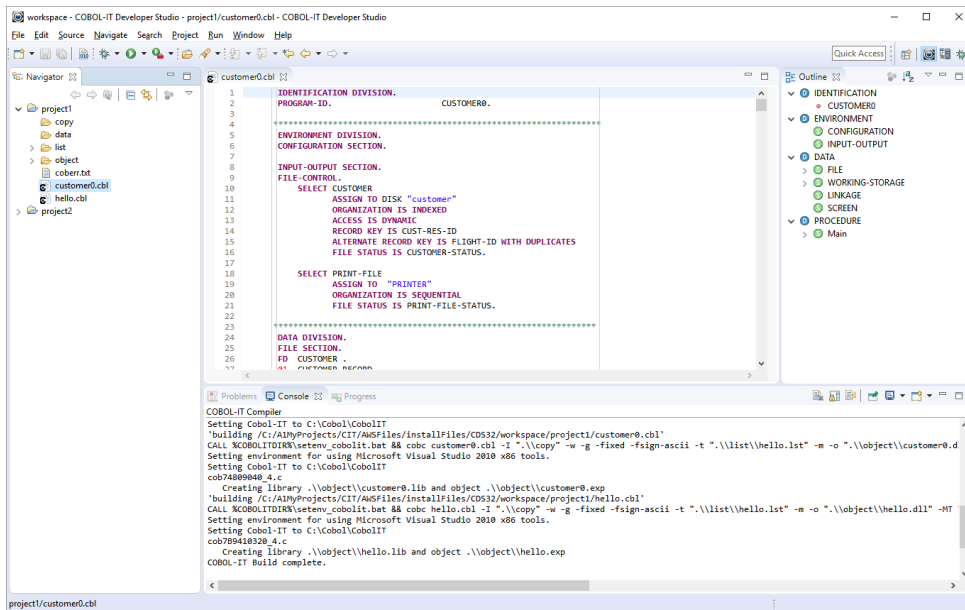 workspace - COBOL-IT Developer Studio - project1/customer0.cbl - COBOL-IT Developer Studio
File Edit Source Navigate Search Project Run Window Help
Quick Access
Navigator
project1
copy
data
list
object
coberr.txt
customer0.cbl
hello.cbl
project2
customer0.cbl
1 IDENTIFICATION DIVISION.
2 PROGRAM-ID. CUSTOMER0.
3
4 ******************************************************************
5 ENVIRONMENT DIVISION.
6 CONFIGURATION SECTION.
7
8 INPUT-OUTPUT SECTION.
9 FILE-CONTROL.
10 SELECT CUSTOMER
11 ASSIGN TO DISK "customer"
12 ORGANIZATION IS INDEXED
13 ACCESS IS DYNAMIC
14 RECORD KEY IS CUST-RES-ID
15 ALTERNATE RECORD KEY IS FLIGHT-ID WITH DUPLICATES
16 FILE STATUS IS CUSTOMER-STATUS.
17
18 SELECT PRINT-FILE
19 ASSIGN TO "PRINTER"
20 ORGANIZATION IS SEQUENTIAL
21 FILE STATUS IS PRINT-FILE-STATUS.
22
23 *****************************************************************
24 DATA DIVISION.
25 FILE SECTION.
26 FD CUSTOMER .
27 01 CUSTOMER-RECORD
Outline
IDENTIFICATION
CUSTOMER0
ENVIRONMENT
CONFIGURATION
INPUT-OUTPUT
DATA
FILE
WORKING-STORAGE
LINKAGE
SCREEN
PROCEDURE
Main
Problems Console Progress
COBOL-IT Compiler
Setting Cobol-IT to C:\Cobol\CobolIT
'building /C:/A1MyProjects/CIT/AWSFiles/installFiles/CDS32/workspace/project1/customer0.cbl'
CALL %COBOLITDIR%\setenv_cobolit.bat && cobc customer0.cbl -I ".\\copy" -w -g -fixed -fsign-ascii -t ".\\list\\hello.lst" -m -o ".\\object\\customer0.d
Setting environment for using Microsoft Visual Studio 2010 x86 tools.
Setting Cobol-IT to C:\Cobol\CobolIT
cob74809040_4.c
Creating library .\\object\\customer0.lib and object .\\object\\customer0.exp
'building /C:/A1MyProjects/CIT/AWSFiles/installFiles/CDS32/workspace/project1/hello.cbl'
CALL %COBOLITDIR%\setenv_cobolit.bat && cobc hello.cbl -I ".\\copy" -w -g -fixed -fsign-ascii -t ".\\list\\hello.lst" -m -o ".\\object\\hello.dll" -MT
Setting environment for using Microsoft Visual Studio 2010 x86 tools.
Setting Cobol-IT to C:\Cobol\CobolIT
cob7B9410320_4.c
Creating library .\\object\\hello.lib and object .\\object\\hello.exp
COBOL-IT Build complete.
project1/customer0.cbl